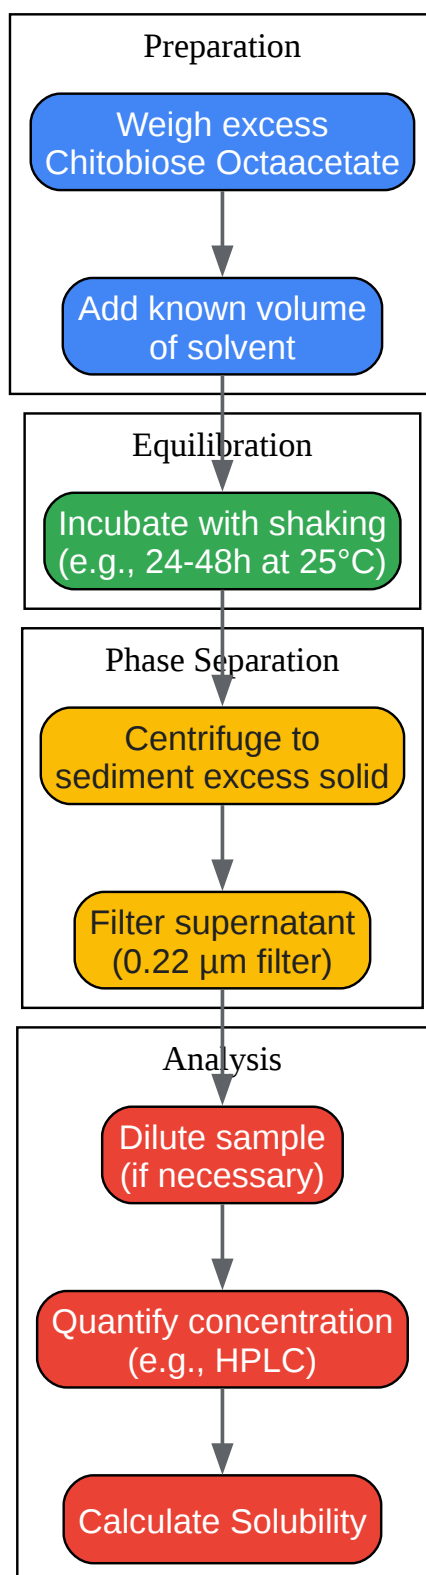 Preparation
Weigh excess
Chitobiose Octaacetate
Add known volume
of solvent
Equilibration
Incubate with shaking
(e.g., 24-48h at 25°C)
Phase Separation
Centrifuge to
sediment excess solid
Filter supernatant
(0.22 µm filter)
Analysis
Dilute sample
(if necessary)
Quantify concentration
(e.g., HPLC)
Calculate Solubility